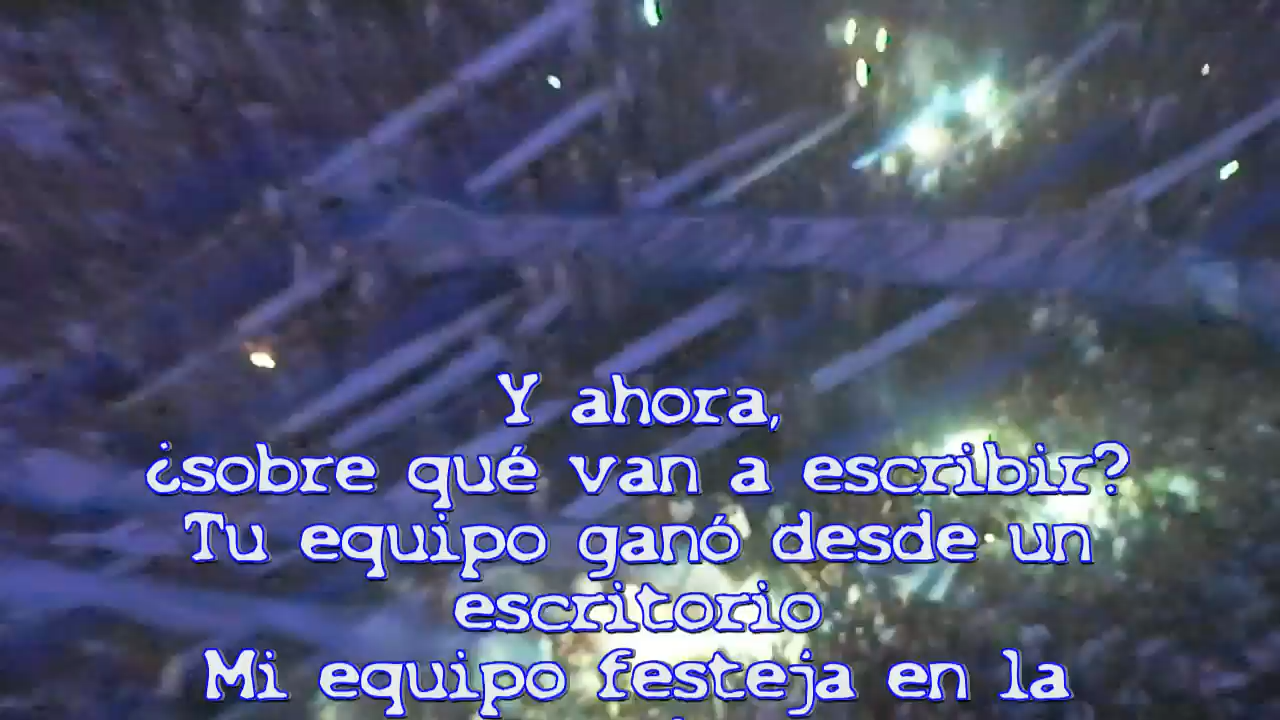 Y ahora,
¿sobre qué van a escribir?
Tu equipo ganó desde un
escritorio
Mi equipo festeja en la